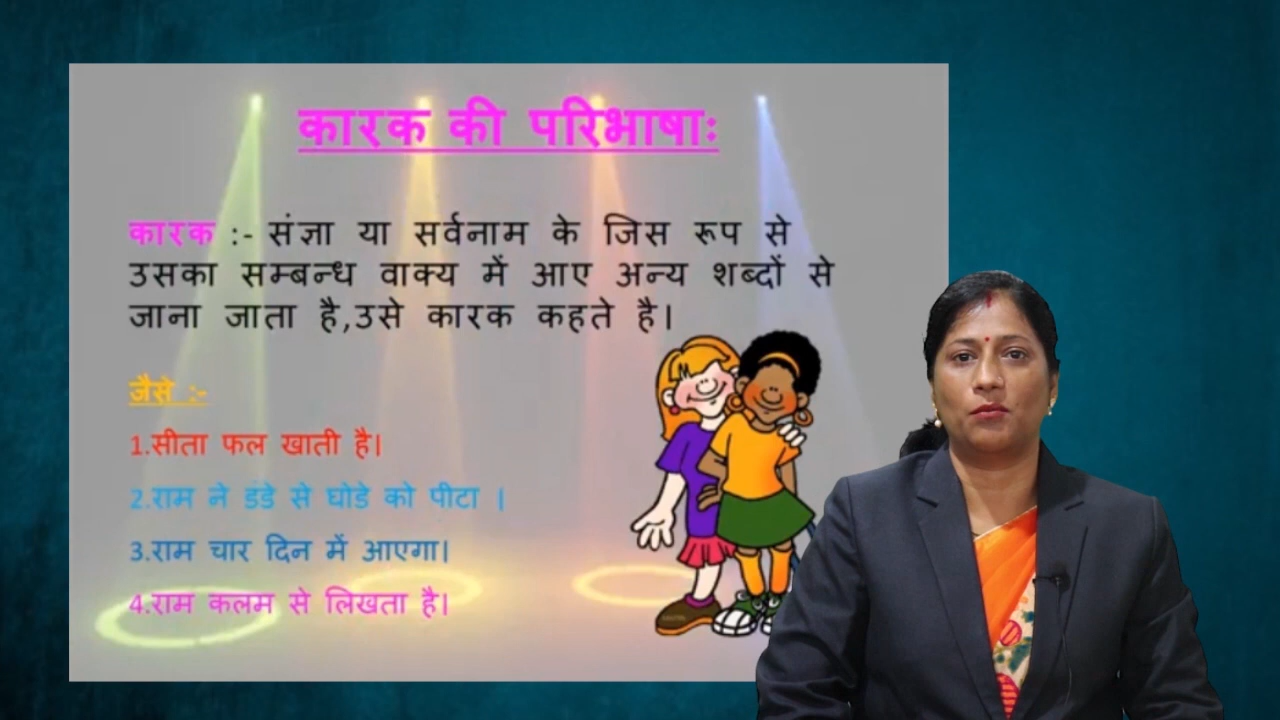 कारक की परिभाषाः
कारक :- संज्ञा या सर्वनाम के जिस रूप से
उसका सम्बन्ध वाक्य में आए अन्य शब्दों से
जाना जाता है,उसे कारक कहते है।
जैसे :-
1.सीता फल खाती है।
2.राम ने डंडे से घोडे को पीटा ।
3.राम चार दिन में आएगा।
4.राम कलम से लिखता है।